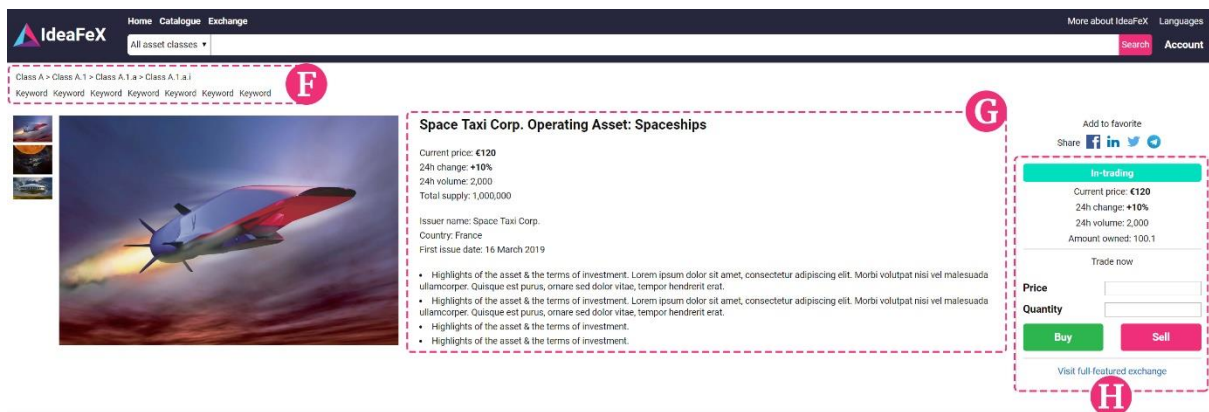 IdeaFeX
Home Catalogue Exchange
More about IdeaFeX Languages
All asset classes ▾
Search
Account
Class A > Class A.1 > Class A.1.a > Class A.1.a.i
Keyword Keyword Keyword Keyword Keyword Keyword Keyword
F
G
Space Taxi Corp. Operating Asset: Spaceships
Current price: €120
24h change: +10%
24h volume: 2,000
Total supply: 1,000,000
Issuer name: Space Taxi Corp.
Country: France
First issue date: 16 March 2019
• Highlights of the asset & the terms of investment. Lorem ipsum dolor sit amet, consectetur adipiscing elit. Morbi volutpat nisi vel malesuada
ullamcorper. Quisque est purus, ornare sed dolor vitae, tempor hendrerit erat.
• Highlights of the asset & the terms of investment. Lorem ipsum dolor sit amet, consectetur adipiscing elit. Morbi volutpat nisi vel malesuada
ullamcorper. Quisque est purus, ornare sed dolor vitae, tempor hendrerit erat.
• Highlights of the asset & the terms of investment.
• Highlights of the asset & the terms of investment.
Add to favorite
Share f in
In-trading
Current price: €120
24h change: +10%
24h volume: 2,000
Amount owned: 100.1
Trade now
Price
Quantity
Buy Sell
Visit full-featured exchange
H